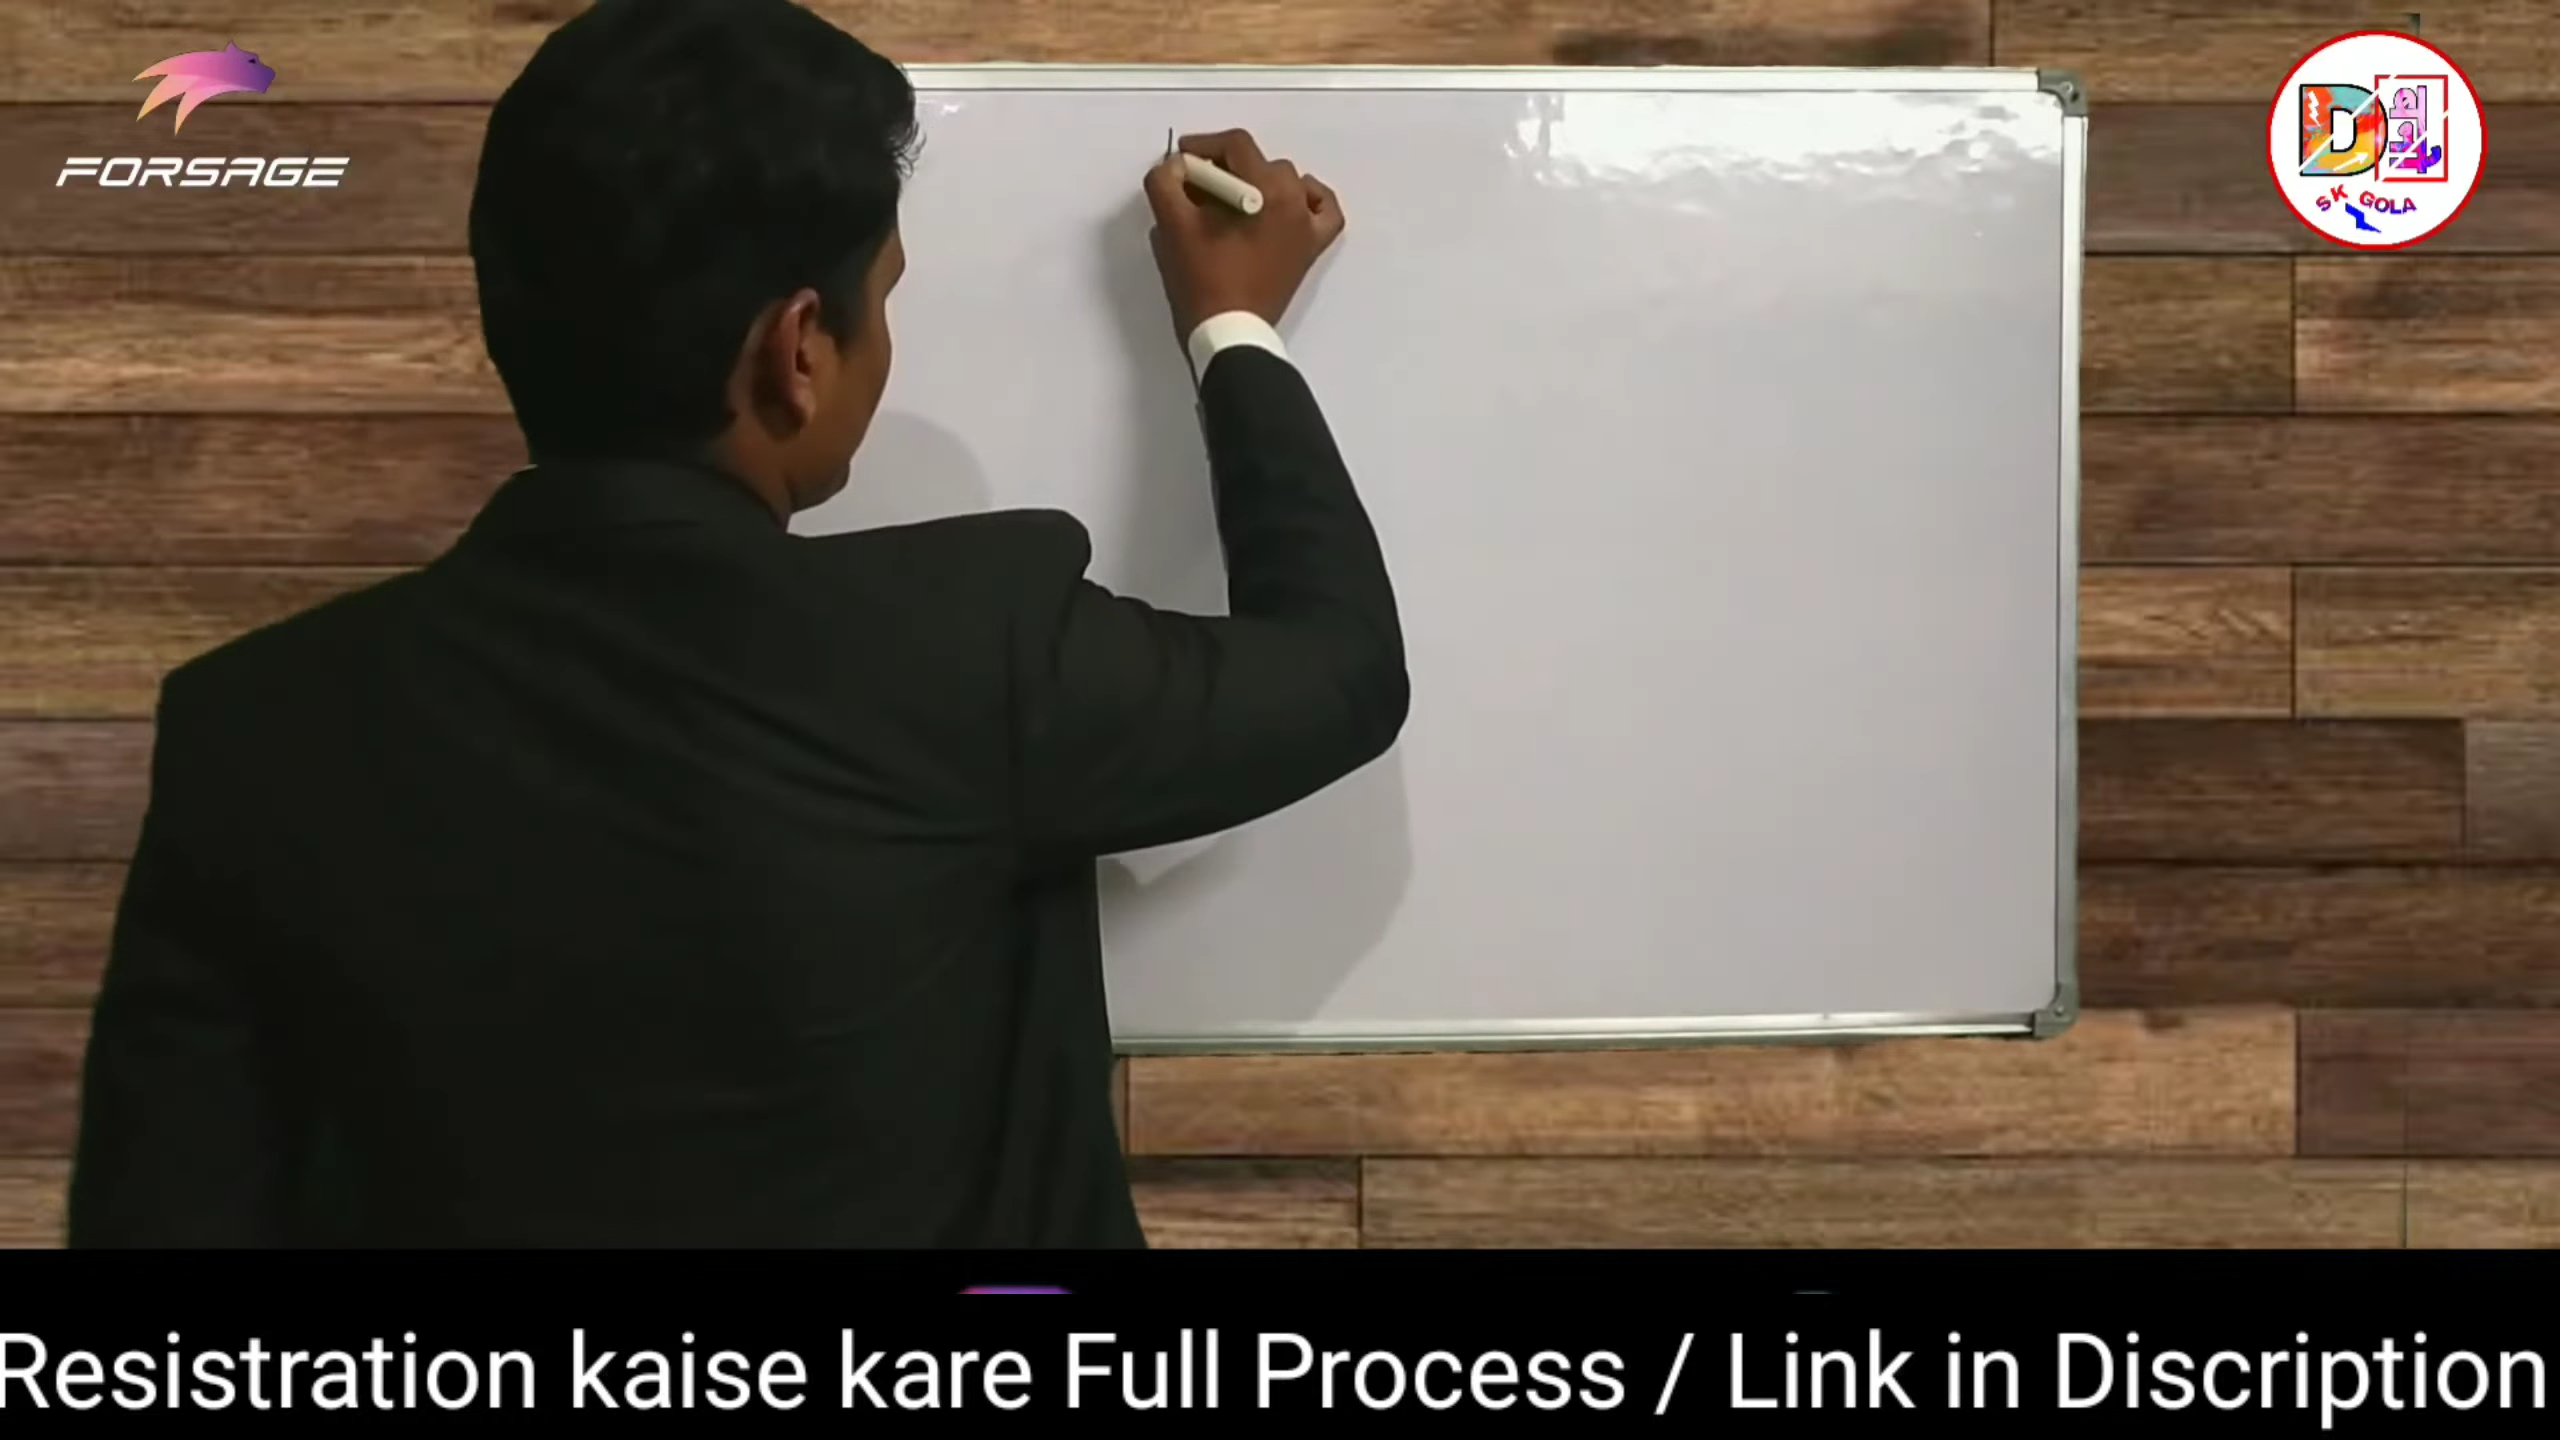 FORSAGE
SK GOLA
Resistration kaise kare Full Process / Link in Discription